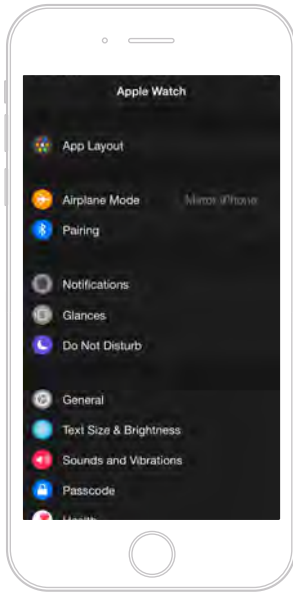 Apple Watch
App Layout
Airplane Mode Mirror iPhone
Pairing
Notifications
Glances
Do Not Disturb
General
Text Size & Brightness
Sounds and Vibrations
Passcode
Health